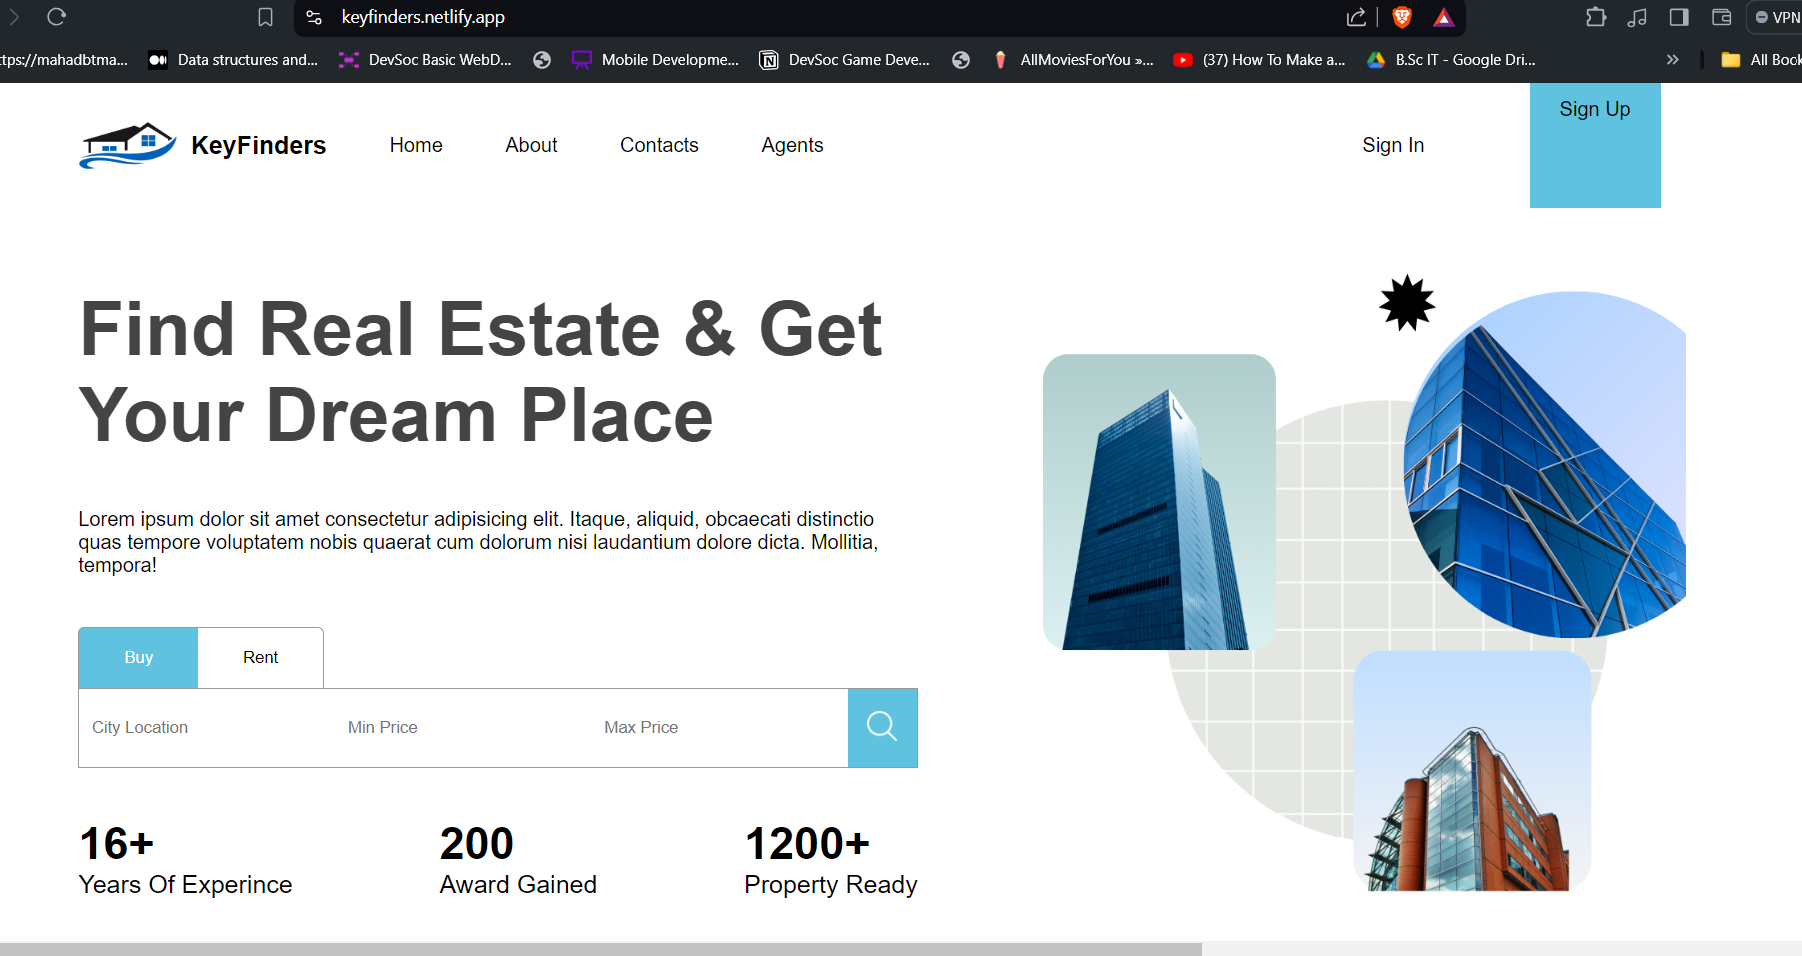 keyfinders.netlify.app
VPN
ttps://mahadbtma...
Data structures and...
DevSoc Basic WebD...
Mobile Developme...
DevSoc Game Deve...
AllMoviesForYou »...
(37) How To Make a...
B.Sc IT - Google Dri...
»
All Book
KeyFinders
Home
About
Contacts
Agents
Sign In
Sign Up
Find Real Estate & Get
Your Dream Place
Lorem ipsum dolor sit amet consectetur adipisicing elit. Itaque, aliquid, obcaecati distinctio
quas tempore voluptatem nobis quaerat cum dolorum nisi laudantium dolore dicta. Mollitia,
tempora!
Buy
Rent
City Location
Min Price
Max Price
16+
Years Of Experince
200
Award Gained
1200+
Property Ready